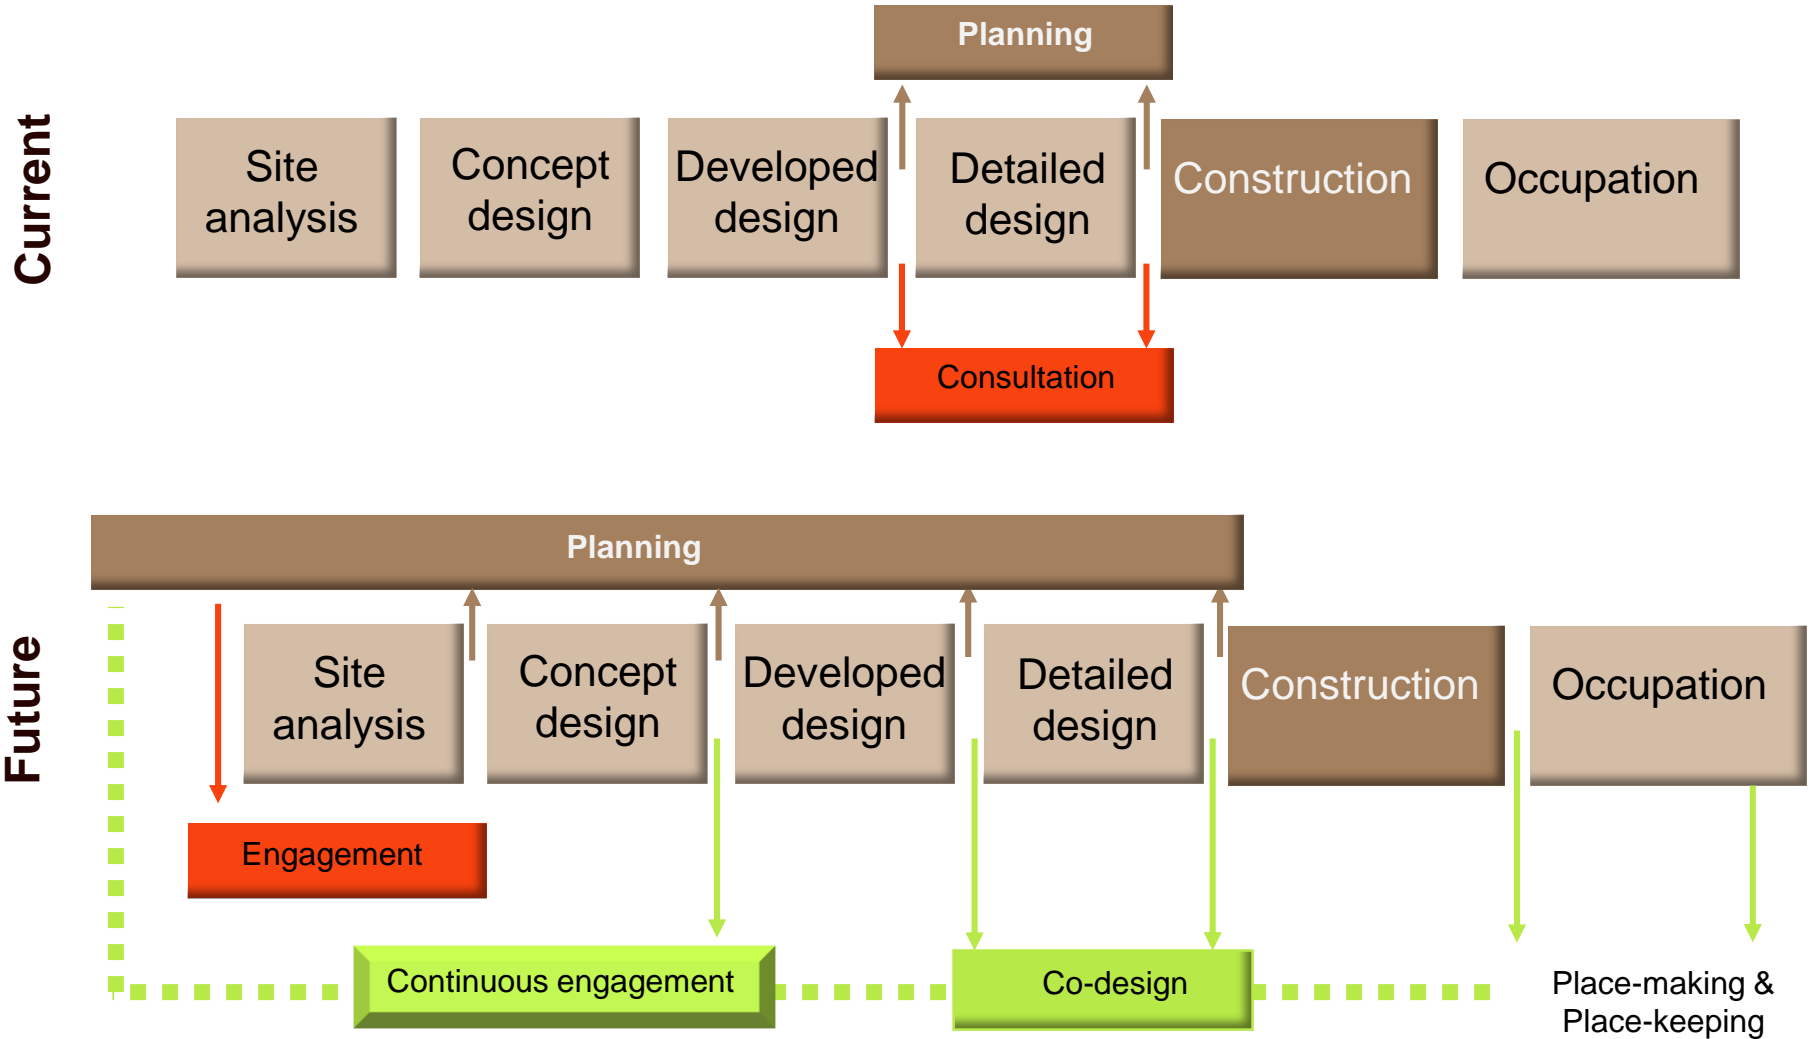 Planning
Current
Site
analysis
Concept
design
Developed
design
Detailed
design
Construction
Occupation
Consultation
Planning
Future
Site
analysis
Concept
design
Developed
design
Detailed
design
Construction
Occupation
Engagement
Continuous engagement
Co-design
Place-making &
Place-keeping